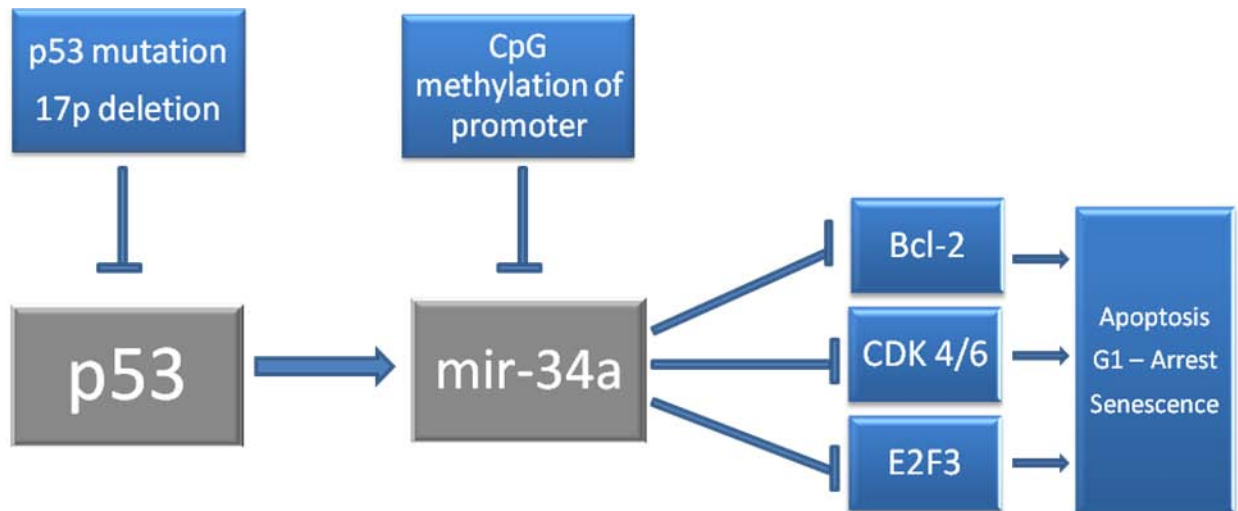 p53 mutation
17p deletion
CpG
methylation of
promoter
p53
mir-34a
Bcl-2
CDK 4/6
E2F3
Apoptosis
G1 – Arrest
Senescence